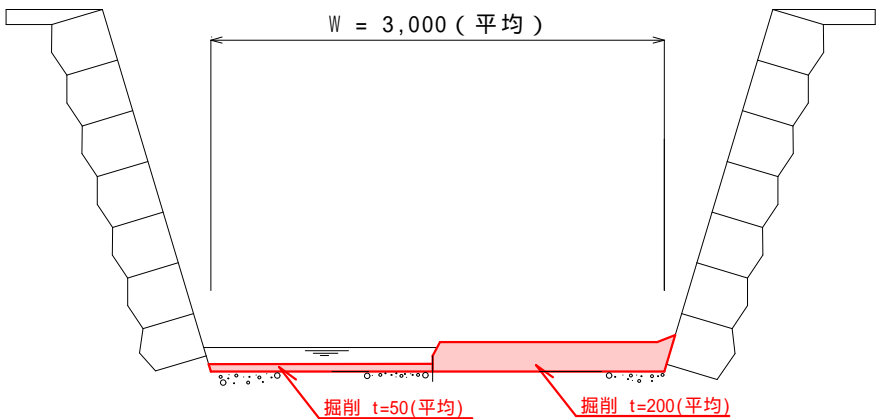 W = 3,000 ( 平均 )
掘削 t=50(平均)
掘削 t=200(平均)